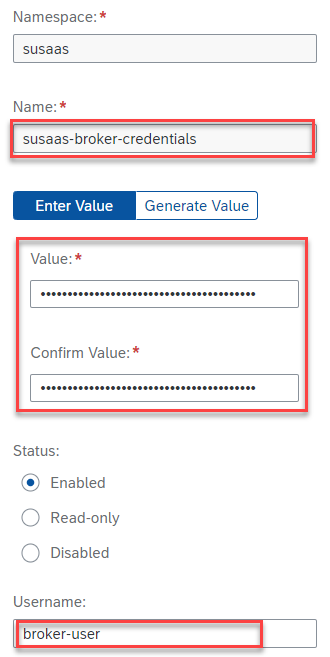 Namespace:*
susaas
Name:*
susaas-broker-credentials
Enter Value Generate Value
Value:*
••••••••••••••••••••••••••••••••••••••••
Confirm Value:*
••••••••••••••••••••••••••••••••••••••••
Status:
Enabled
Read-only
Disabled
Username:
broker-user